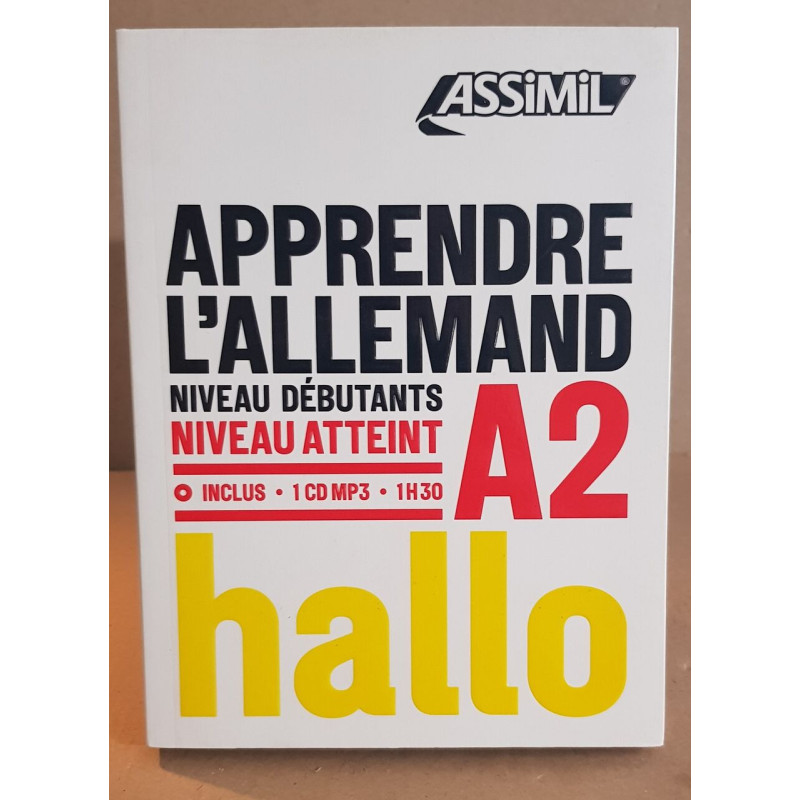 ASSiMiL®
APPRENDRE
L'ALLEMAND
NIVEAU DÉBUTANTS
NIVEAU ATTEINT A2
INCLUS • 1 CD MP3 • 1H30
hallo